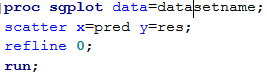 proc sgplot data=datasetname;
scatter x=pred y=res;
refline 0;
run;